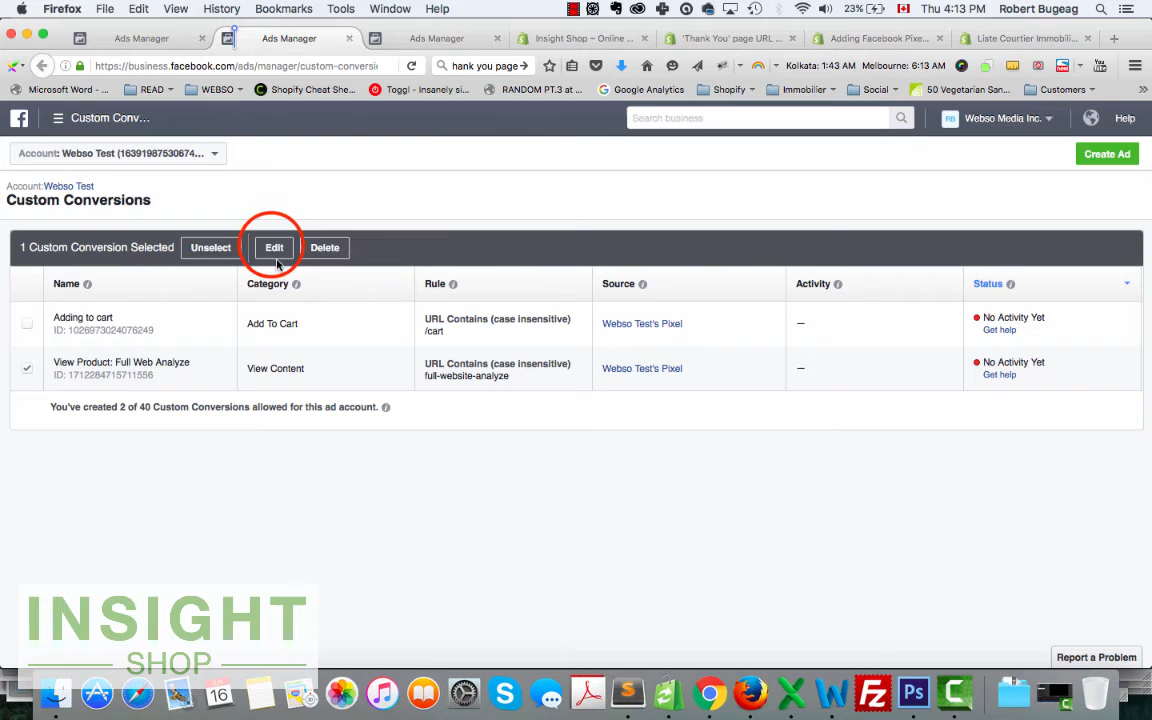 Firefox File Edit View History Bookmarks Tools Window Help 23% Thu 4:13 PM Robert Bugeag
Ads Manager × Ads Manager × Ads Manager × Insight Shop ~ Online ... × 'Thank You' page URL ... × Adding Facebook Pixe... × Liste Courtier Immobili... × +
https://business.facebook.com/ads/manager/custom-conversi hank you page Kolkata: 1:43 AM Melbourne: 6:13 AM
Microsoft Word - ... READ WEBSO Shopify Cheat She... Toggl - Insanely si... RANDOM PT.3 at ... Google Analytics Shopify Immobilier Social 50 Vegetarian San... Customers
Custom Conv... Search business RB Webso Media Inc. Help
Account: Webso Test (16391987530674... Create Ad
Account:Webso Test
Custom Conversions
1 Custom Conversion Selected Unselect Edit Delete
Name Category Rule Source Activity Status
Adding to cart Add To Cart URL Contains (case insensitive) Webso Test's Pixel — No Activity Yet
ID: 1026973024076249 /cart Get help
View Product: Full Web Analyze View Content URL Contains (case insensitive) Webso Test's Pixel — No Activity Yet
ID: 1712284715711556 full-website-analyze Get help
You've created 2 of 40 Custom Conversions allowed for this ad account.
INSIGHT
SHOP
Report a Problem